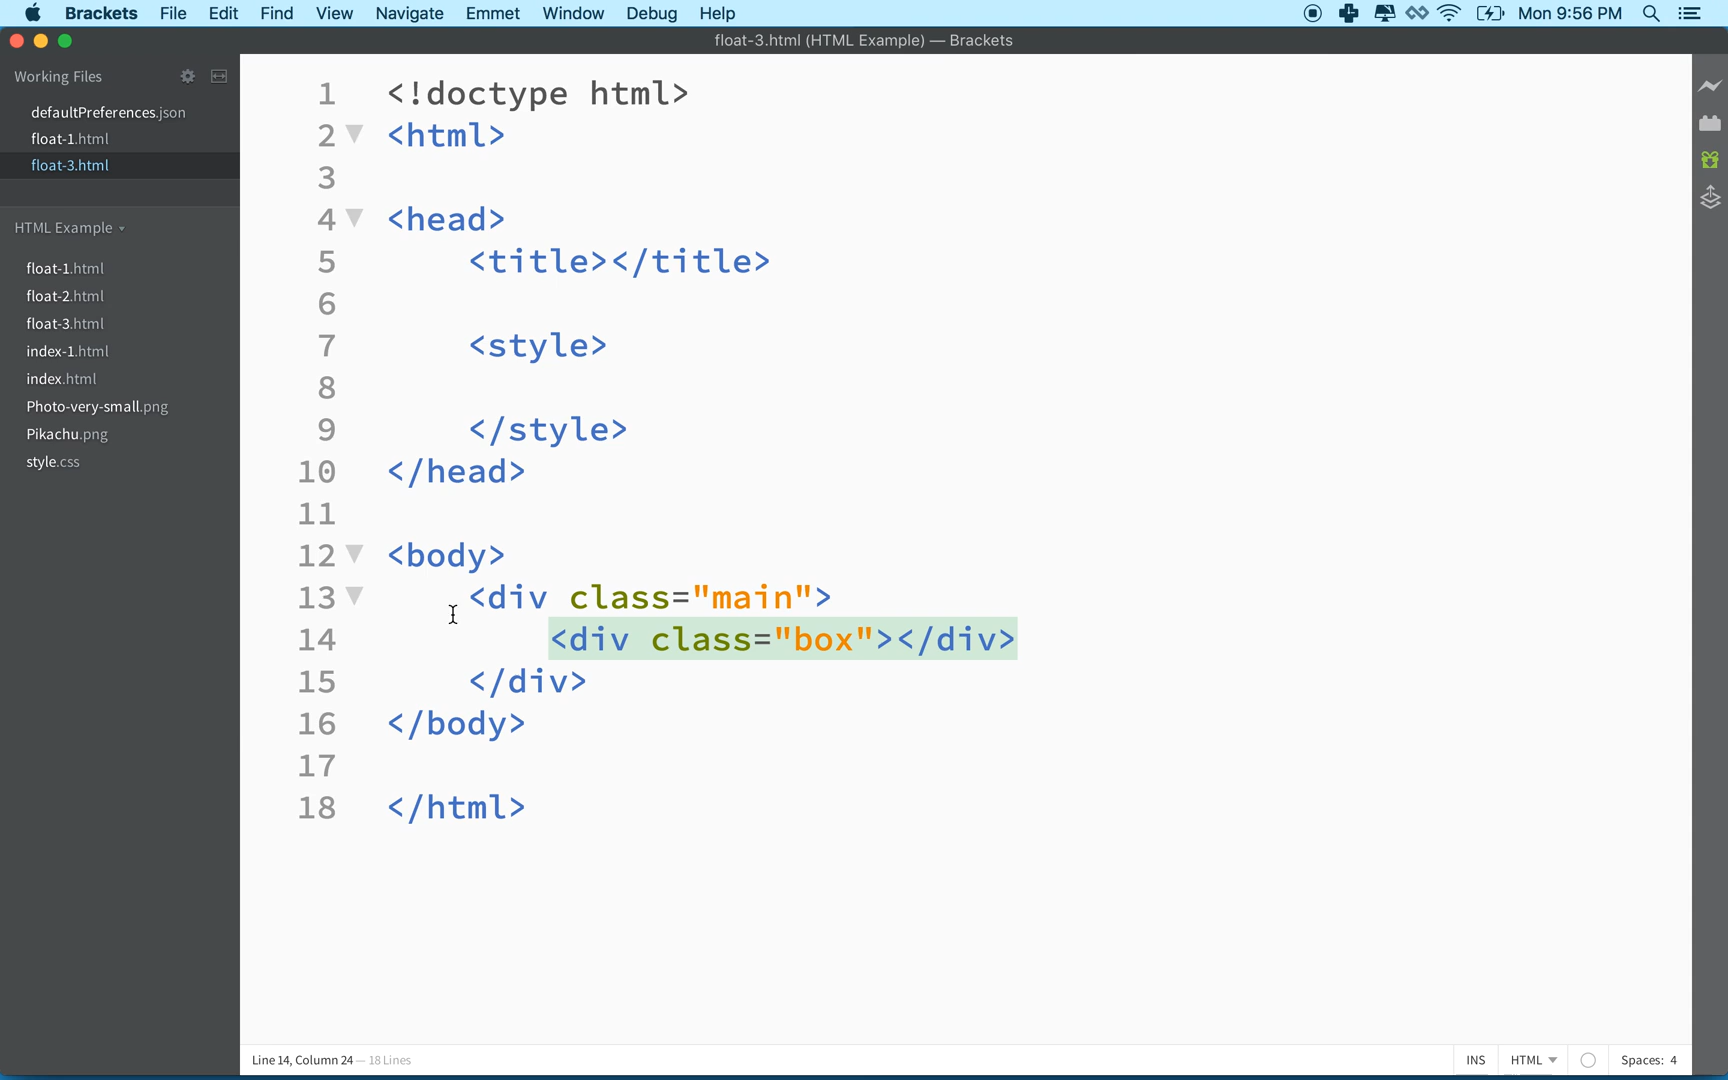 Brackets File Edit Find View Navigate Emmet Window Debug Help Mon 9:56 PM
float-3.html (HTML Example) — Brackets
Working Files
defaultPreferences.json
float-1.html
float-3.html
HTML Example
float-1.html
float-2.html
float-3.html
index-1.html
index.html
Photo-very-small.png
Pikachu.png
style.css
1 <!doctype html>
2 <html>
3
4 <head>
5 <title></title>
6
7 <style>
8
9 </style>
10 </head>
11
12 <body>
13 <div class="main">
14 <div class="box"></div>
15 </div>
16 </body>
17
18 </html>
Line 14, Column 24 — 18 Lines INS HTML Spaces: 4